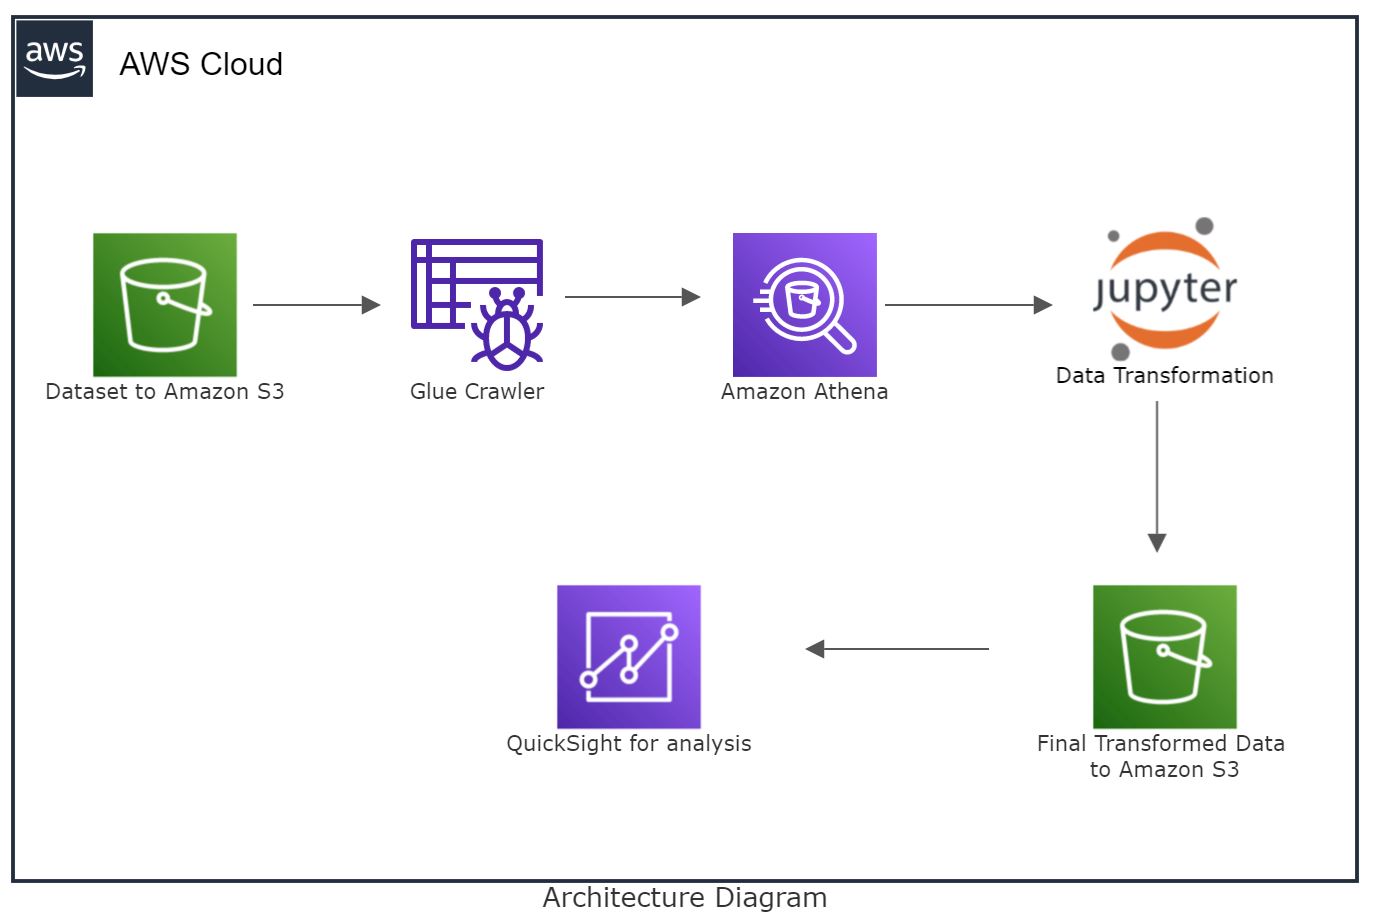 aws
AWS Cloud
Dataset to Amazon S3
Glue Crawler
Amazon Athena
jupyter
Data Transformation
QuickSight for analysis
Final Transformed Data
to Amazon S3
Architecture Diagram